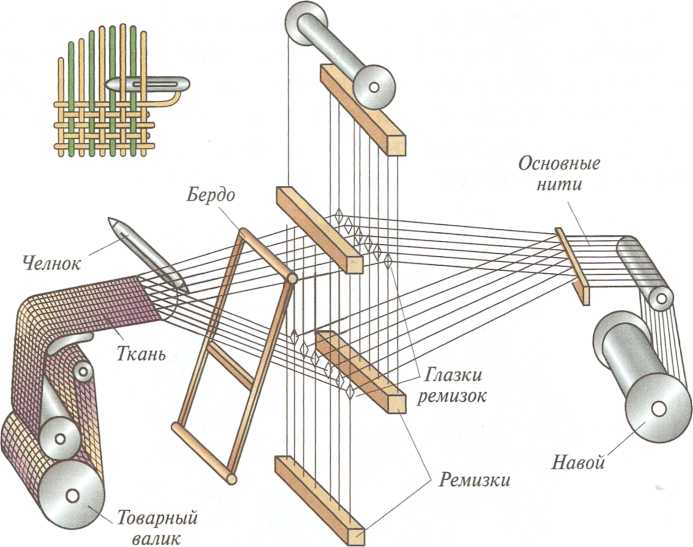 Основные
нити
Бердо
Челнок
Ткань
Глазки
ремизок
Навой
Ремизки
Товарный
валик